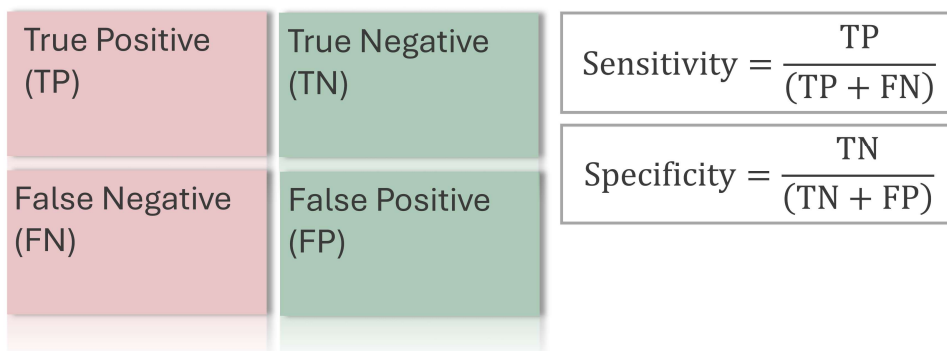 True Positive
(TP)
True Negative
(TN)
False Negative
(FN)
False Positive
(FP)
Sensitivity = TP / (TP + FN)
Specificity = TN / (TN + FP)